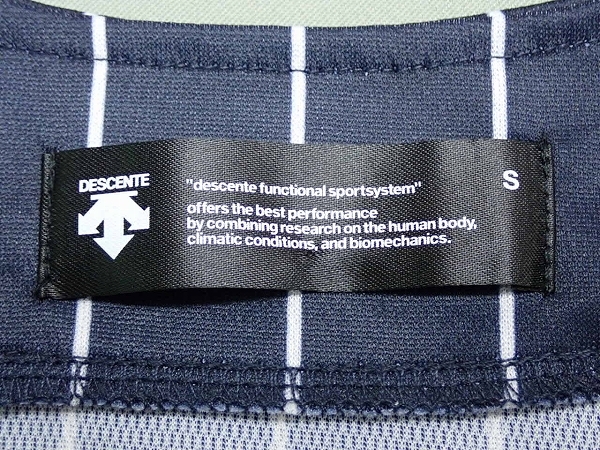 DESCENTE
"descente functional sportsystem"
offers the best performance
by combining research on the human body,
climatic conditions, and biomechanics.
S